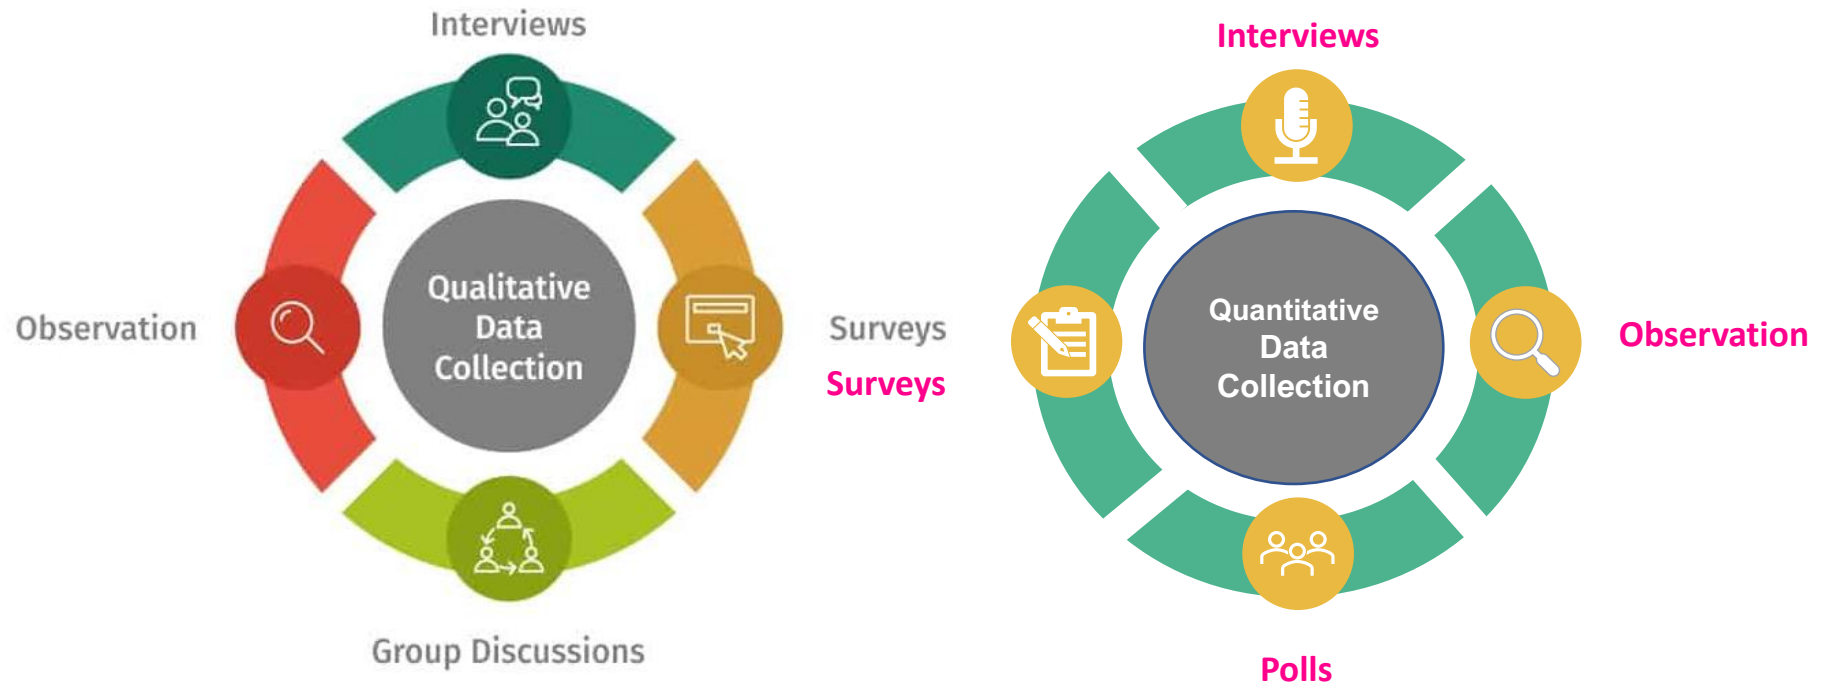 Interviews
Observation
Qualitative
Data
Collection
Surveys
Group Discussions
Interviews
Surveys
Quantitative
Data
Collection
Observation
Polls